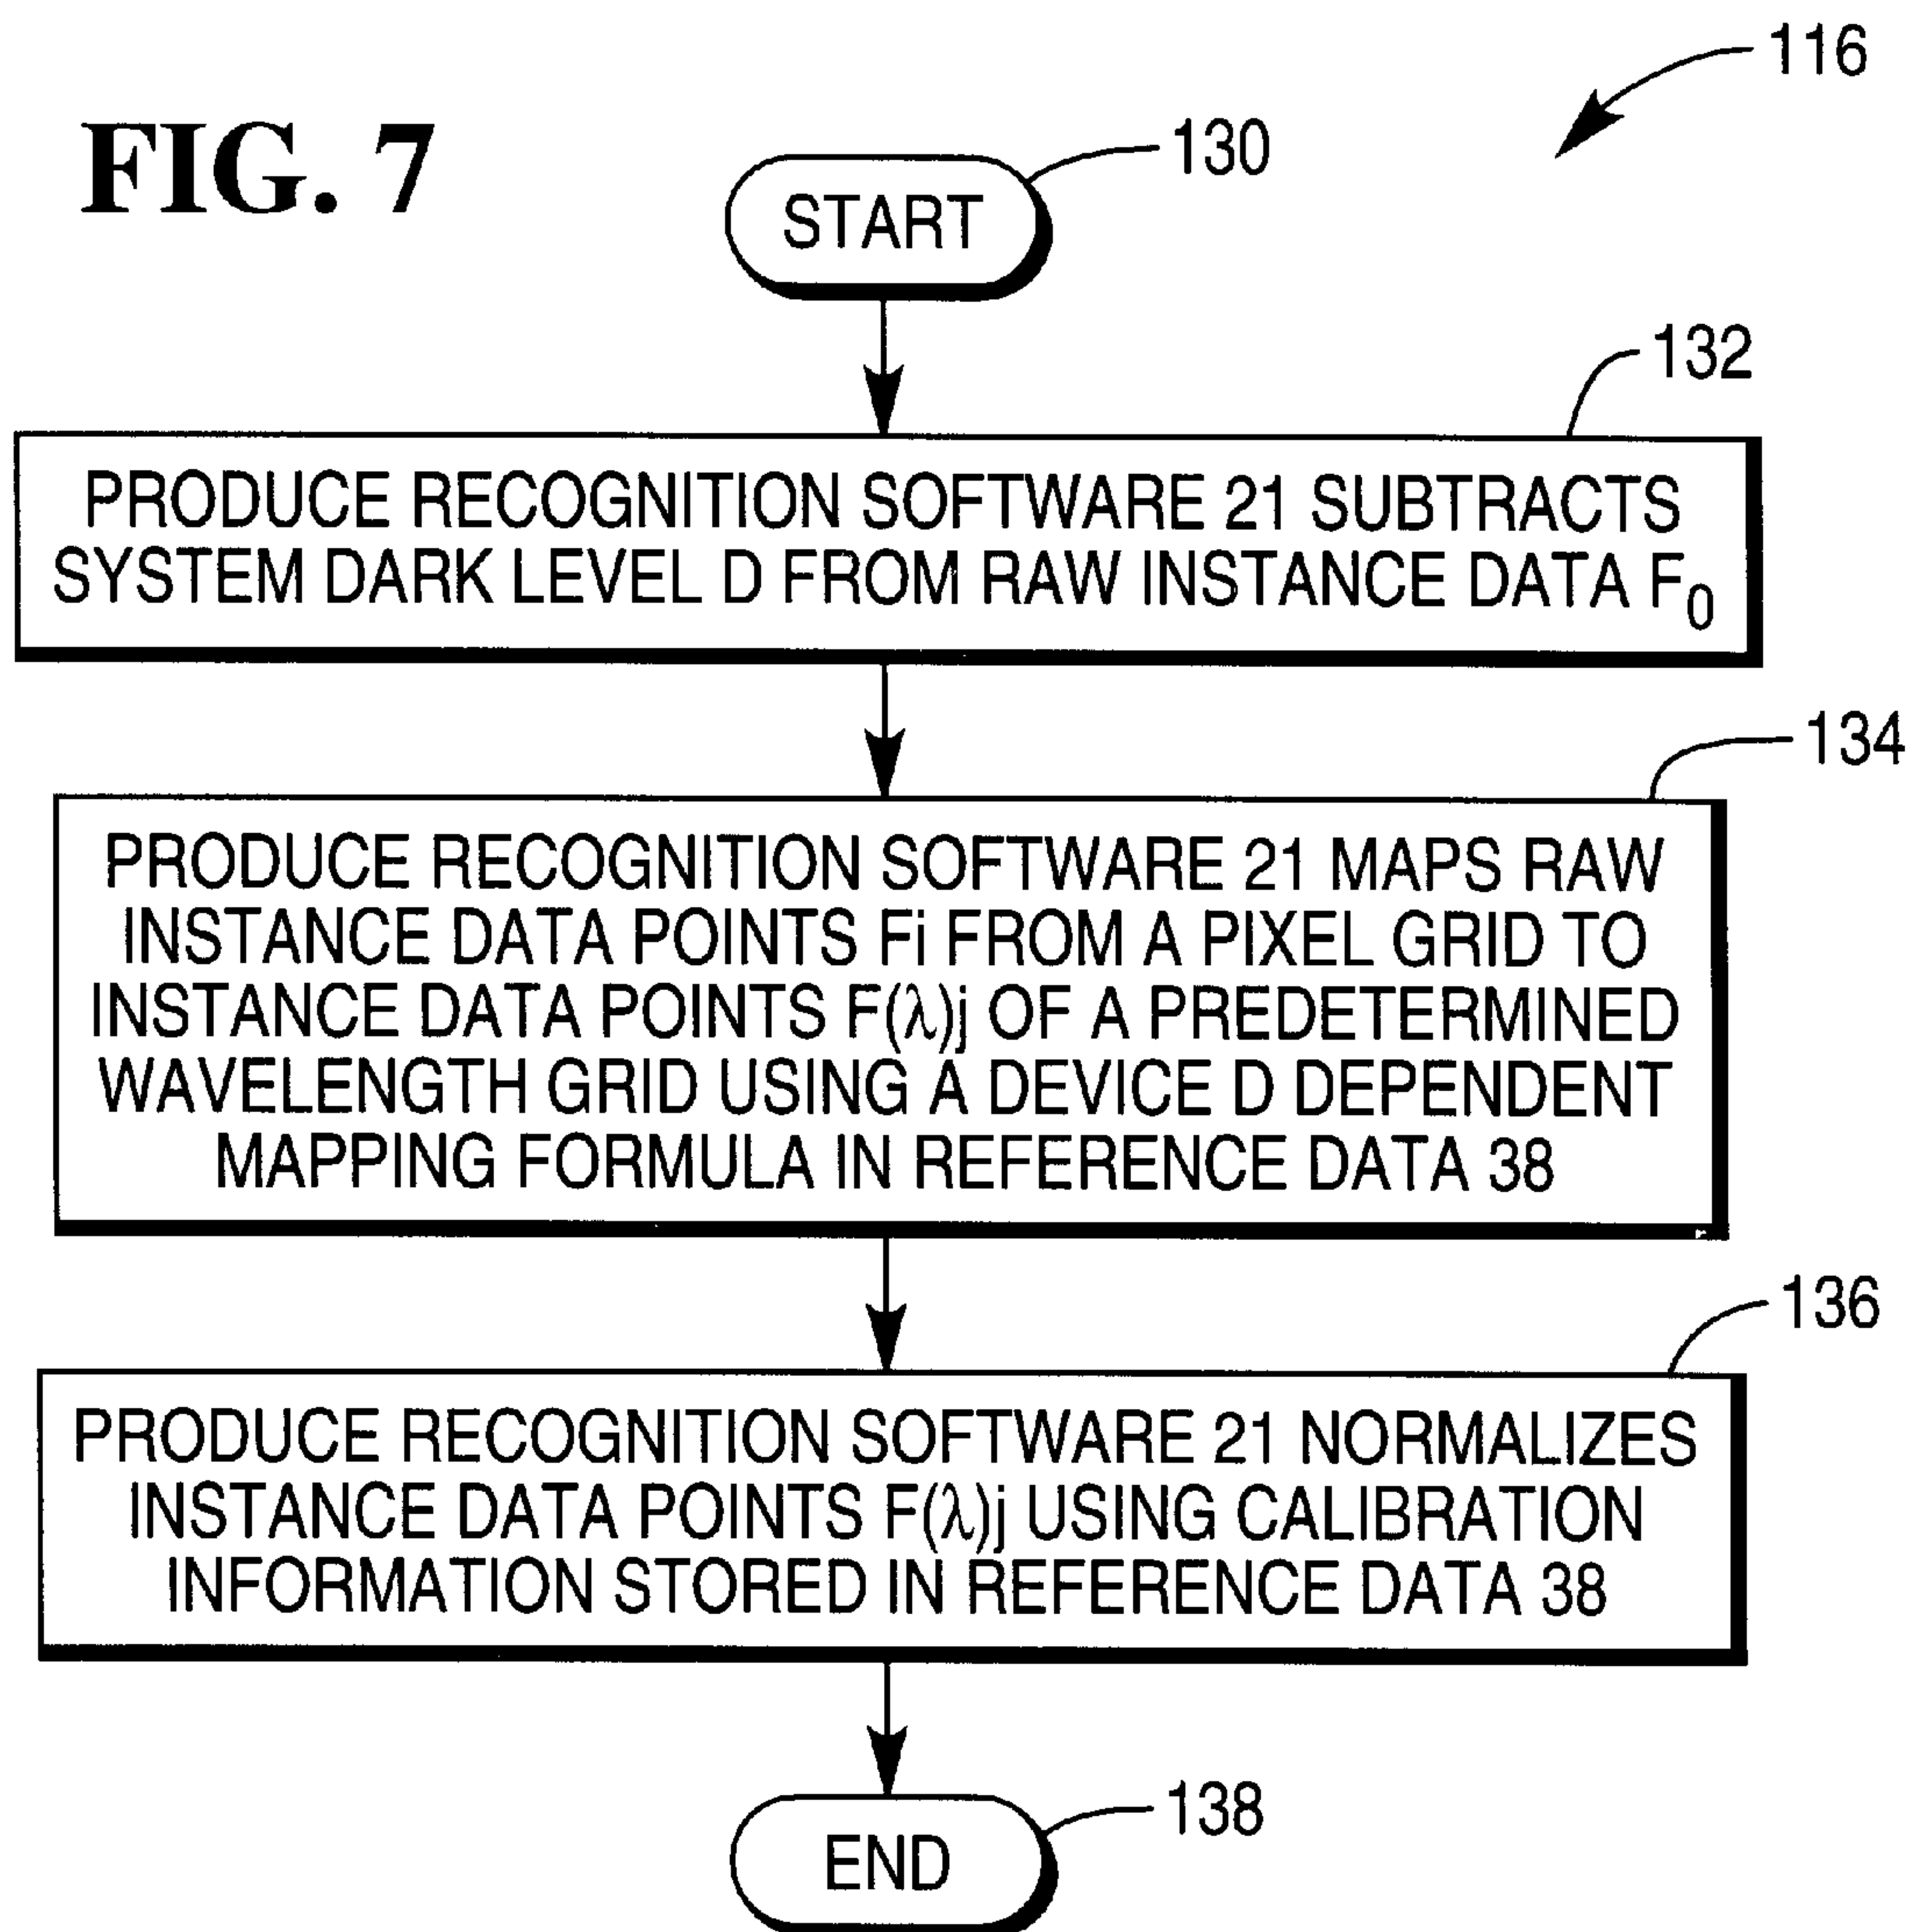 116
FIG. 7
130
START
132
PRODUCE RECOGNITION SOFTWARE 21 SUBTRACTS
SYSTEM DARK LEVEL D FROM RAW INSTANCE DATA F₀
134
PRODUCE RECOGNITION SOFTWARE 21 MAPS RAW
INSTANCE DATA POINTS Fi FROM A PIXEL GRID TO
INSTANCE DATA POINTS F(λ)j OF A PREDETERMINED
WAVELENGTH GRID USING A DEVICE D DEPENDENT
MAPPING FORMULA IN REFERENCE DATA 38
136
PRODUCE RECOGNITION SOFTWARE 21 NORMALIZES
INSTANCE DATA POINTS F(λ)j USING CALIBRATION
INFORMATION STORED IN REFERENCE DATA 38
138
END